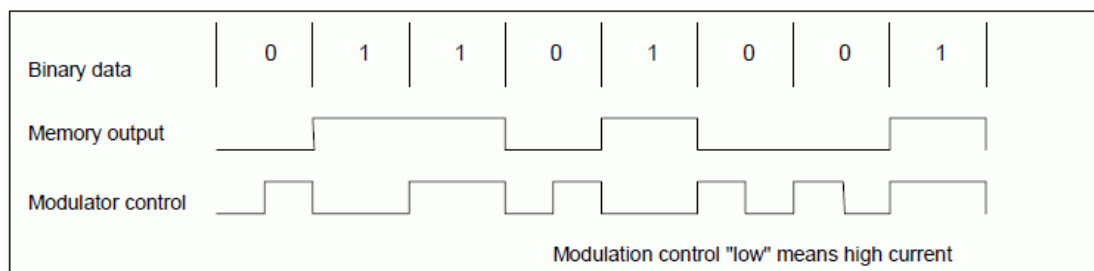 Binary data 0 1 1 0 1 0 0 1
Memory output
Modulator control
Modulation control "low" means high current